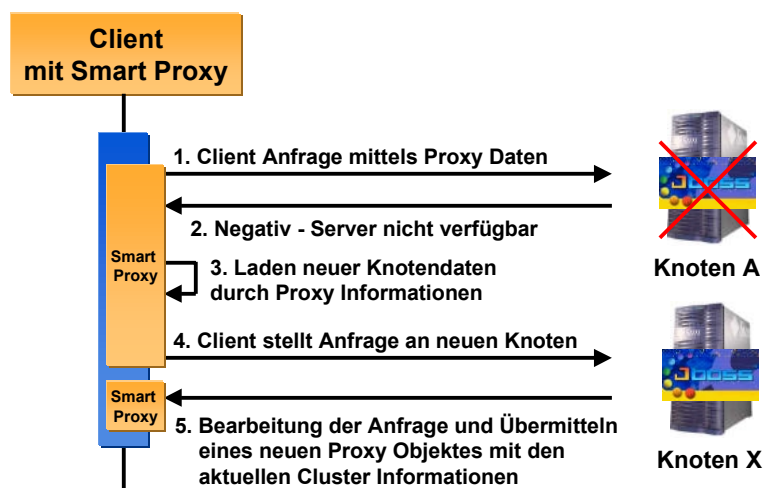 Client
mit Smart Proxy
1. Client Anfrage mittels Proxy Daten
2. Negativ - Server nicht verfügbar
Smart
Proxy
3. Laden neuer Knotendaten
durch Proxy Informationen
JBoss
Knoten A
4. Client stellt Anfrage an neuen Knoten
JBoss
Smart
Proxy
5. Bearbeitung der Anfrage und Übermitteln
eines neuen Proxy Objektes mit den
aktuellen Cluster Informationen
Knoten X